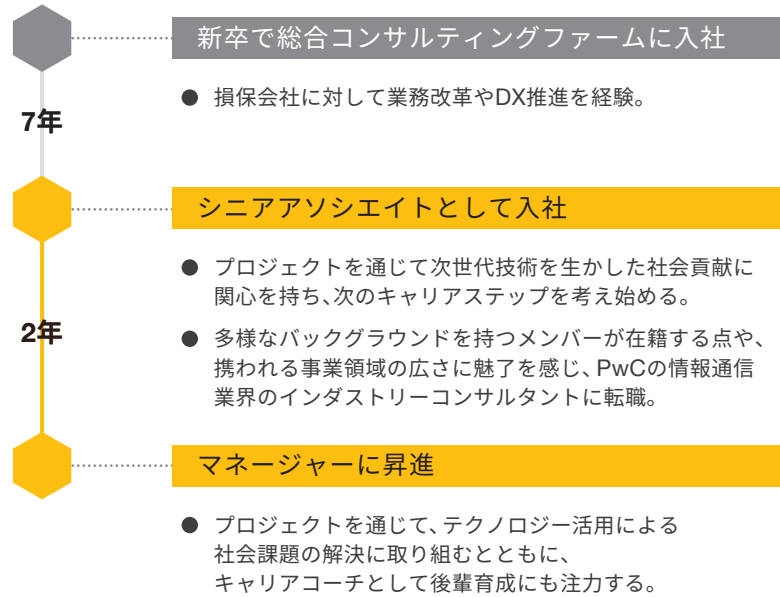 新卒で総合コンサルティングファームに入社
● 損保会社に対して業務改革やDX推進を経験。
7年
シニアアソシエイトとして入社
● プロジェクトを通じて次世代技術を生かした社会貢献に
関心を持ち、次のキャリアステップを考え始める。
2年
● 多様なバックグラウンドを持つメンバーが在籍する点や、
携われる事業領域の広さに魅了を感じ、PwCの情報通信
業界のインダストリーコンサルタントに転職。
マネージャーに昇進
● プロジェクトを通じて、テクノロジー活用による
社会課題の解決に取り組むとともに、
キャリアコーチとして後輩育成にも注力する。